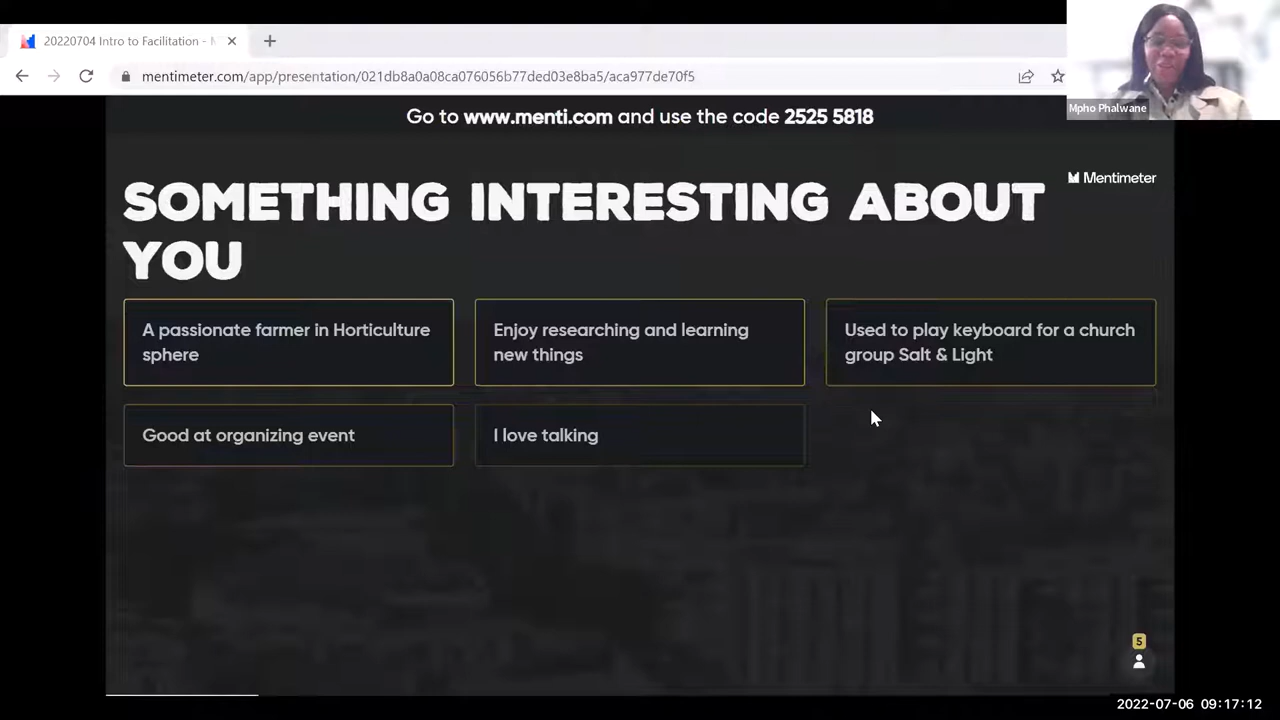 20220704 Intro to Facilitation -
mentimeter.com/app/presentation/021db8a0a08ca076056b77ded03e8ba5/aca977de70f5
Mpho Phalwane
Go to www.menti.com and use the code 2525 5818
Mentimeter
SOMETHING INTERESTING ABOUT
YOU
A passionate farmer in Horticulture
sphere
Enjoy researching and learning
new things
Used to play keyboard for a church
group Salt & Light
Good at organizing event
I love talking
5
2022-07-06 09:17:12